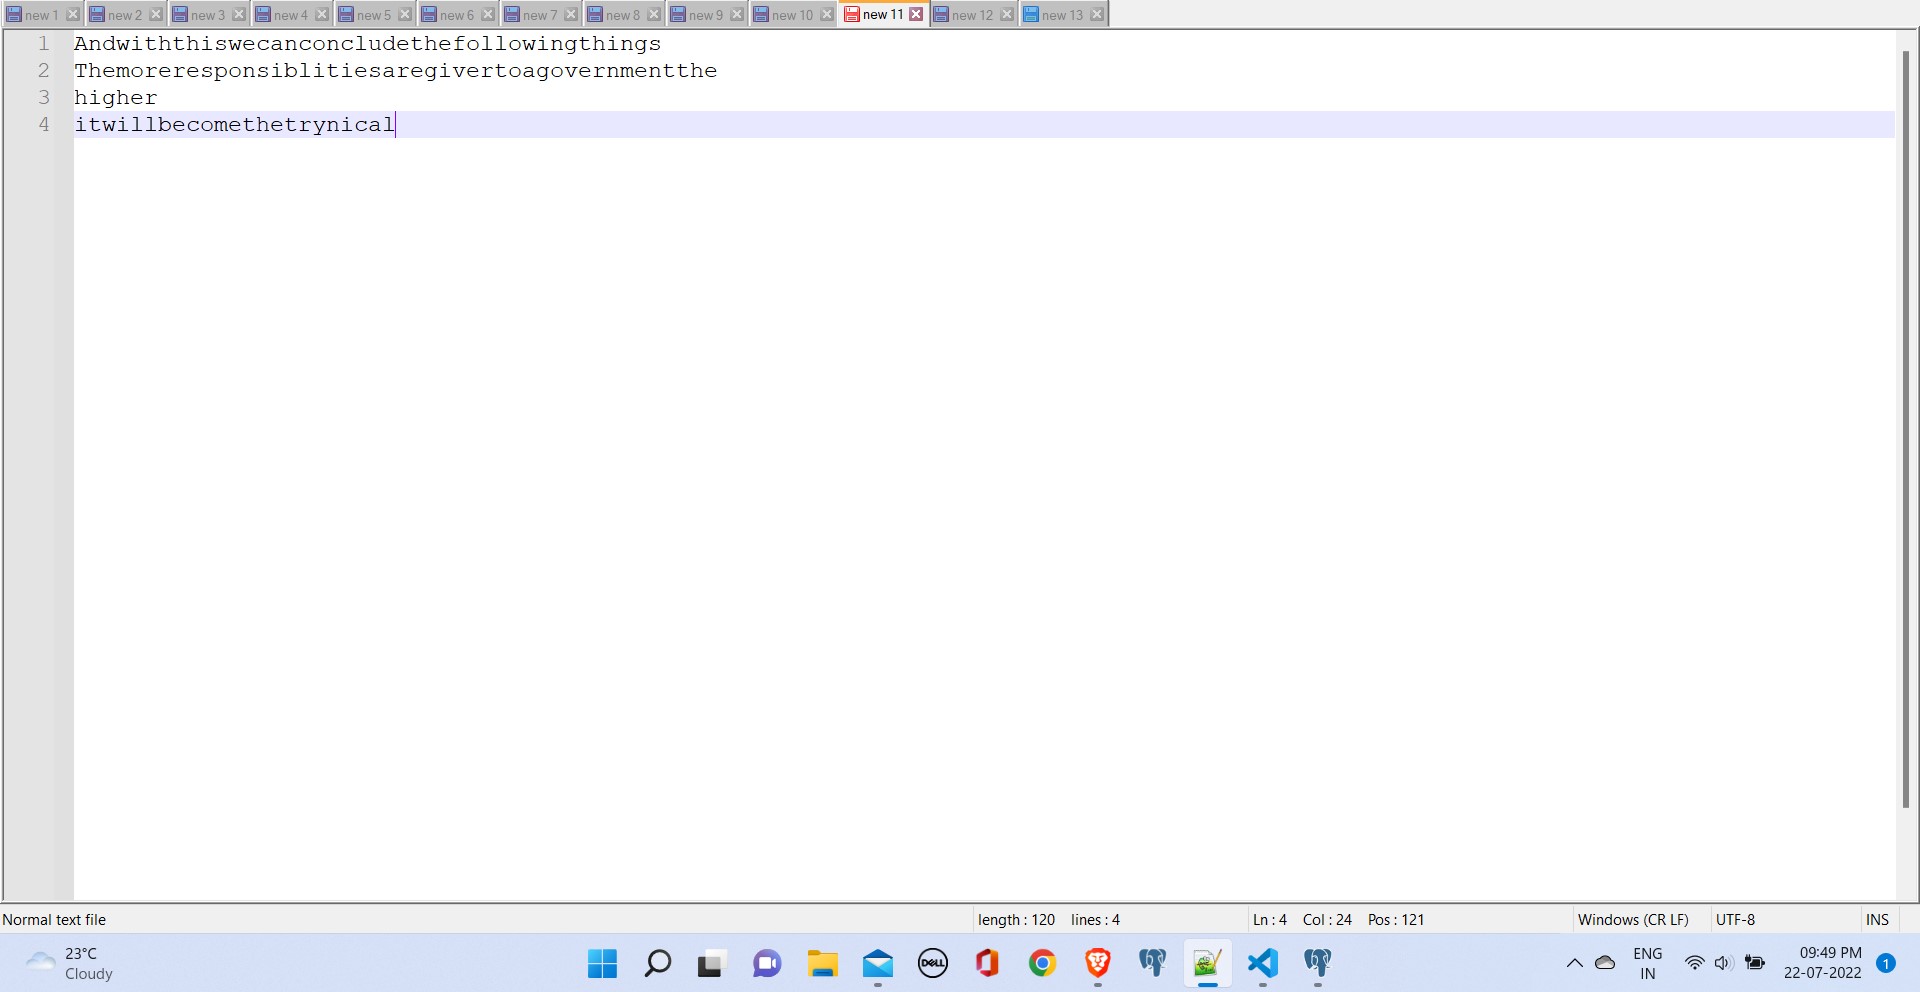 new 1 new 2 new 3 new 4 new 5 new 6 new 7 new 8 new 9 new 10 new 11 new 12 new 13
1 Andwiththiswecanconcludethefollowingthings
2 Themoreresponsiblitiesaregivertoagovernmentthe
3 higher
4 itwillbecomethetrynical
Normal text file length : 120 lines : 4 Ln : 4 Col : 24 Pos : 121 Windows (CR LF) UTF-8 INS
23°C
Cloudy
DELL
ENG
IN
09:49 PM
22-07-2022
1